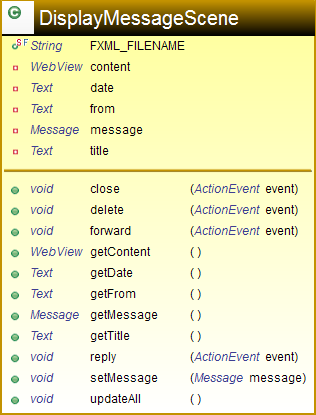 C DisplayMessageScene
S F String FXML_FILENAME
WebView content
Text date
Text from
Message message
Text title
void close (ActionEvent event)
void delete (ActionEvent event)
void forward (ActionEvent event)
WebView getContent ( )
Text getDate ( )
Text getFrom ( )
Message getMessage ( )
Text getTitle ( )
void reply (ActionEvent event)
void setMessage (Message message)
void updateAll ( )